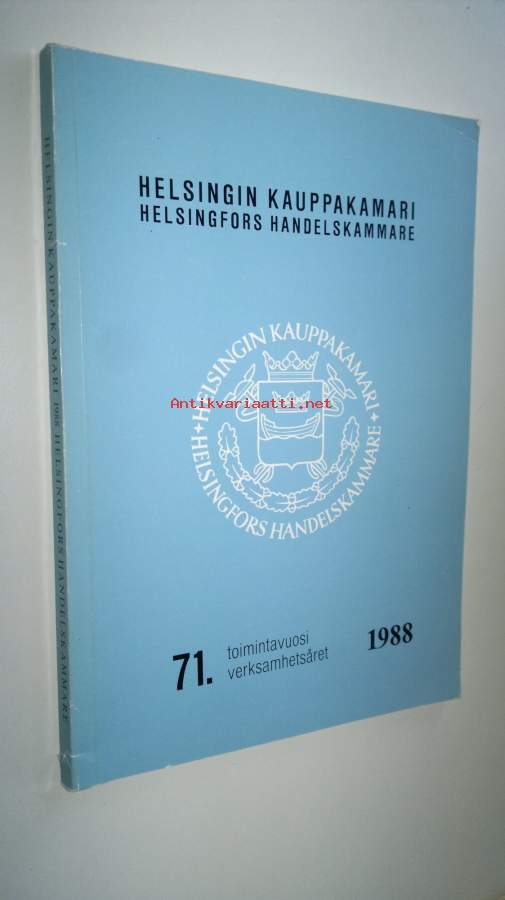 HELSINGIN KAUPPAKAMARI
HELSINGFORS HANDELSKAMMARE
HELSINGIN KAUPPAKAMARI
HELSINGFORS HANDELSKAMMARE
Antikvariaatti.net
71. toimintavuosi
verksamhetsåret
1988
HELSINGIN KAUPPAKAMARI 1988 HELSINGFORS HANDELSKAMMARE